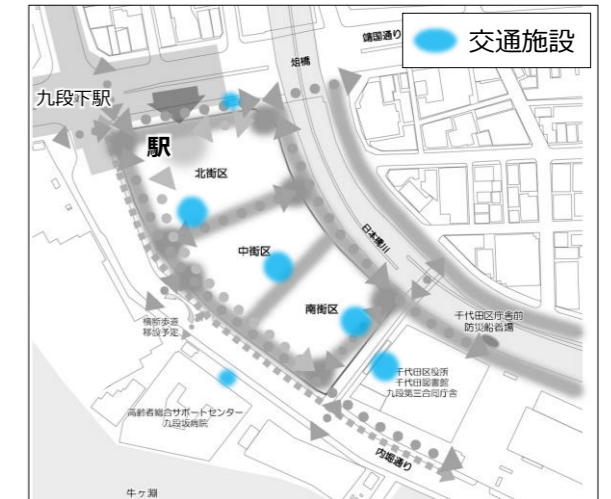 交通施設
靖国通り
俎橋
九段下駅
駅
北街区
日本橋川
中街区
南街区
千代田区庁舎前
防災船着場
横断歩道
移設予定
千代田区役所
千代田図書館
九段第三合同庁舎
高齢者総合サポートセンター
九段坂病院
内堀通り
牛ヶ淵